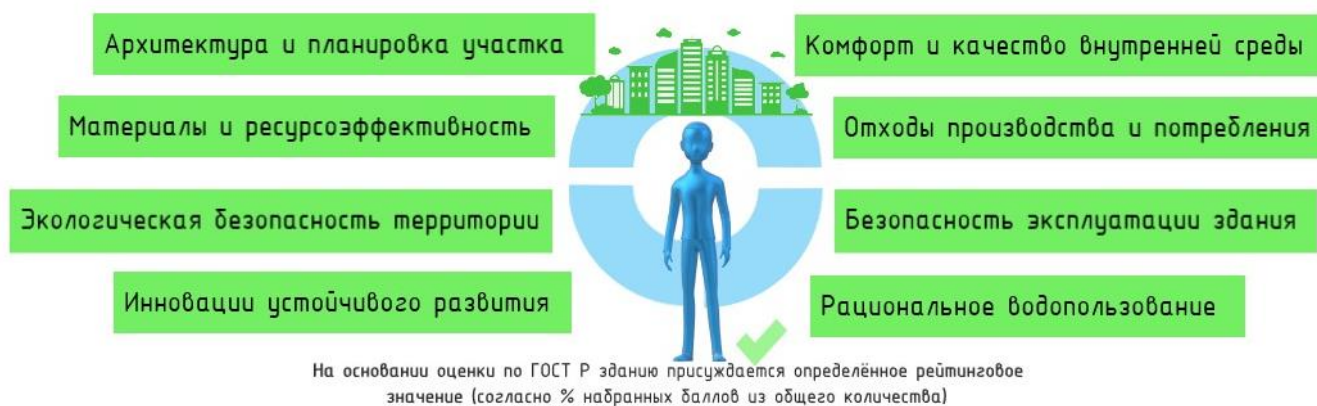 Архитектура и планировка участка
Комфорт и качество внутренней среды
Материалы и ресурсоэффективность
Отходы производства и потребления
Экологическая безопасность территории
Безопасность эксплуатации здания
Инновации устойчивого развития
Рациональное водопользование
На основании оценки по ГОСТ Р зданию присуждается определённое рейтинговое
значение (согласно % набранных баллов из общего количества)